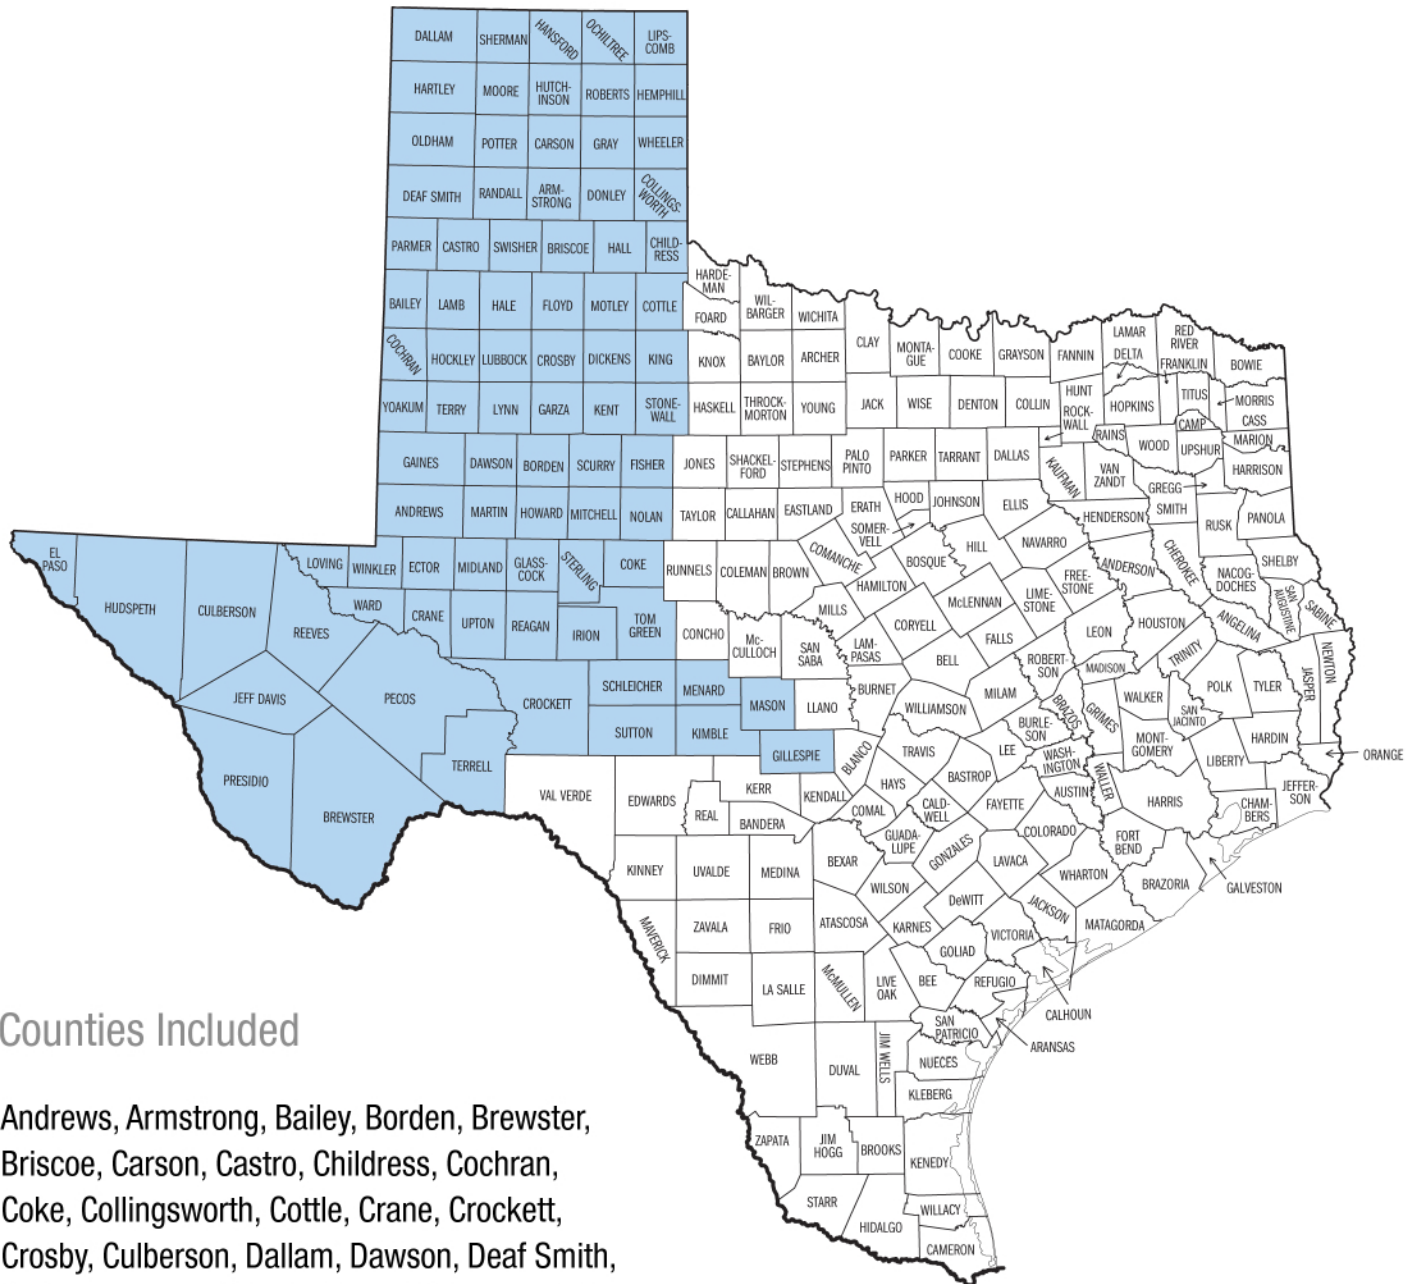 DALLAM SHERMAN HANSFORD OCHILTREE LIPS-
COMB
HARTLEY MOORE HUTCH-
INSON ROBERTS HEMPHILL
OLDHAM POTTER CARSON GRAY WHEELER
DEAF SMITH RANDALL ARM-
STRONG DONLEY COLLINGS-
WORTH
PARMER CASTRO SWISHER BRISCOE HALL CHILD-
RESS
HARDE-
MAN
BAILEY LAMB HALE FLOYD MOTLEY COTTLE FOARD WIL-
BARGER WICHITA
COCHRAN HOCKLEY LUBBOCK CROSBY DICKENS KING KNOX BAYLOR ARCHER CLAY MONTA-
GUE COOKE GRAYSON FANNIN LAMAR
DELTA
RED
RIVER
FRANKLIN BOWIE
YOAKUM TERRY LYNN GARZA KENT STONE-
WALL HASKELL THROCK-
MORTON YOUNG JACK WISE DENTON COLLIN HUNT
ROCK-
WALL HOPKINS TITUS MORRIS
CASS
CAMP
GAINES DAWSON BORDEN SCURRY FISHER JONES SHACKEL-
FORD STEPHENS PALO
PINTO PARKER TARRANT DALLAS KAUFMAN RAINS WOOD UPSHUR MARION
VAN
ZANDT HARRISON
GREGG
ANDREWS MARTIN HOWARD MITCHELL NOLAN TAYLOR CALLAHAN EASTLAND ERATH HOOD JOHNSON ELLIS HENDERSON SMITH RUSK PANOLA
SOMER-
VELL
EL
PASO HUDSPETH CULBERSON REEVES LOVING WINKLER ECTOR MIDLAND GLASS-
COCK STERLING COKE RUNNELS COLEMAN BROWN COMANCHE BOSQUE HILL NAVARRO ANDERSON CHEROKEE NACOG-
DOCHES SHELBY
HAMILTON McLENNAN LIME-
STONE FREE-
STONE SAN
AUGUSTINE SABINE
WARD CRANE UPTON REAGAN IRION TOM
GREEN CONCHO Mc-
CULLOCH SAN
SABA MILLS LAM-
PASAS CORYELL FALLS LEON HOUSTON ANGELINA
BELL ROBERT-
SON MADISON TRINITY NEWTON
JASPER
JEFF DAVIS PECOS CROCKETT SCHLEICHER MENARD MASON LLANO BURNET WILLIAMSON MILAM BRAZOS GRIMES WALKER SAN
JACINTO POLK TYLER
SUTTON KIMBLE GILLESPIE BLANCO TRAVIS LEE BURLE-
SON WASH-
INGTON MONT-
GOMERY LIBERTY HARDIN ORANGE
PRESIDIO BREWSTER TERRELL VAL VERDE EDWARDS KERR REAL BANDERA KENDALL HAYS COMAL BASTROP CALD-
WELL FAYETTE AUSTIN WALLER HARRIS CHAM-
BERS JEFFER-
SON
KINNEY UVALDE MEDINA BEXAR GUADA-
LUPE GONZALES LAVACA COLORADO FORT
BEND WHARTON BRAZORIA GALVESTON
WILSON DeWITT JACKSON MATAGORDA
MAVERICK ZAVALA FRIO ATASCOSA KARNES GOLIAD VICTORIA
DIMMIT LA SALLE McMULLEN LIVE
OAK BEE REFUGIO CALHOUN
SAN
PATRICIO ARANSAS
WEBB DUVAL JIM WELLS NUECES
KLEBERG
ZAPATA JIM
HOGG BROOKS KENEDY
STARR HIDALGO WILLACY
CAMERON
Counties Included
Andrews, Armstrong, Bailey, Borden, Brewster,
Briscoe, Carson, Castro, Childress, Cochran,
Coke, Collingsworth, Cottle, Crane, Crockett,
Crosby, Culberson, Dallam, Dawson, Deaf Smith,